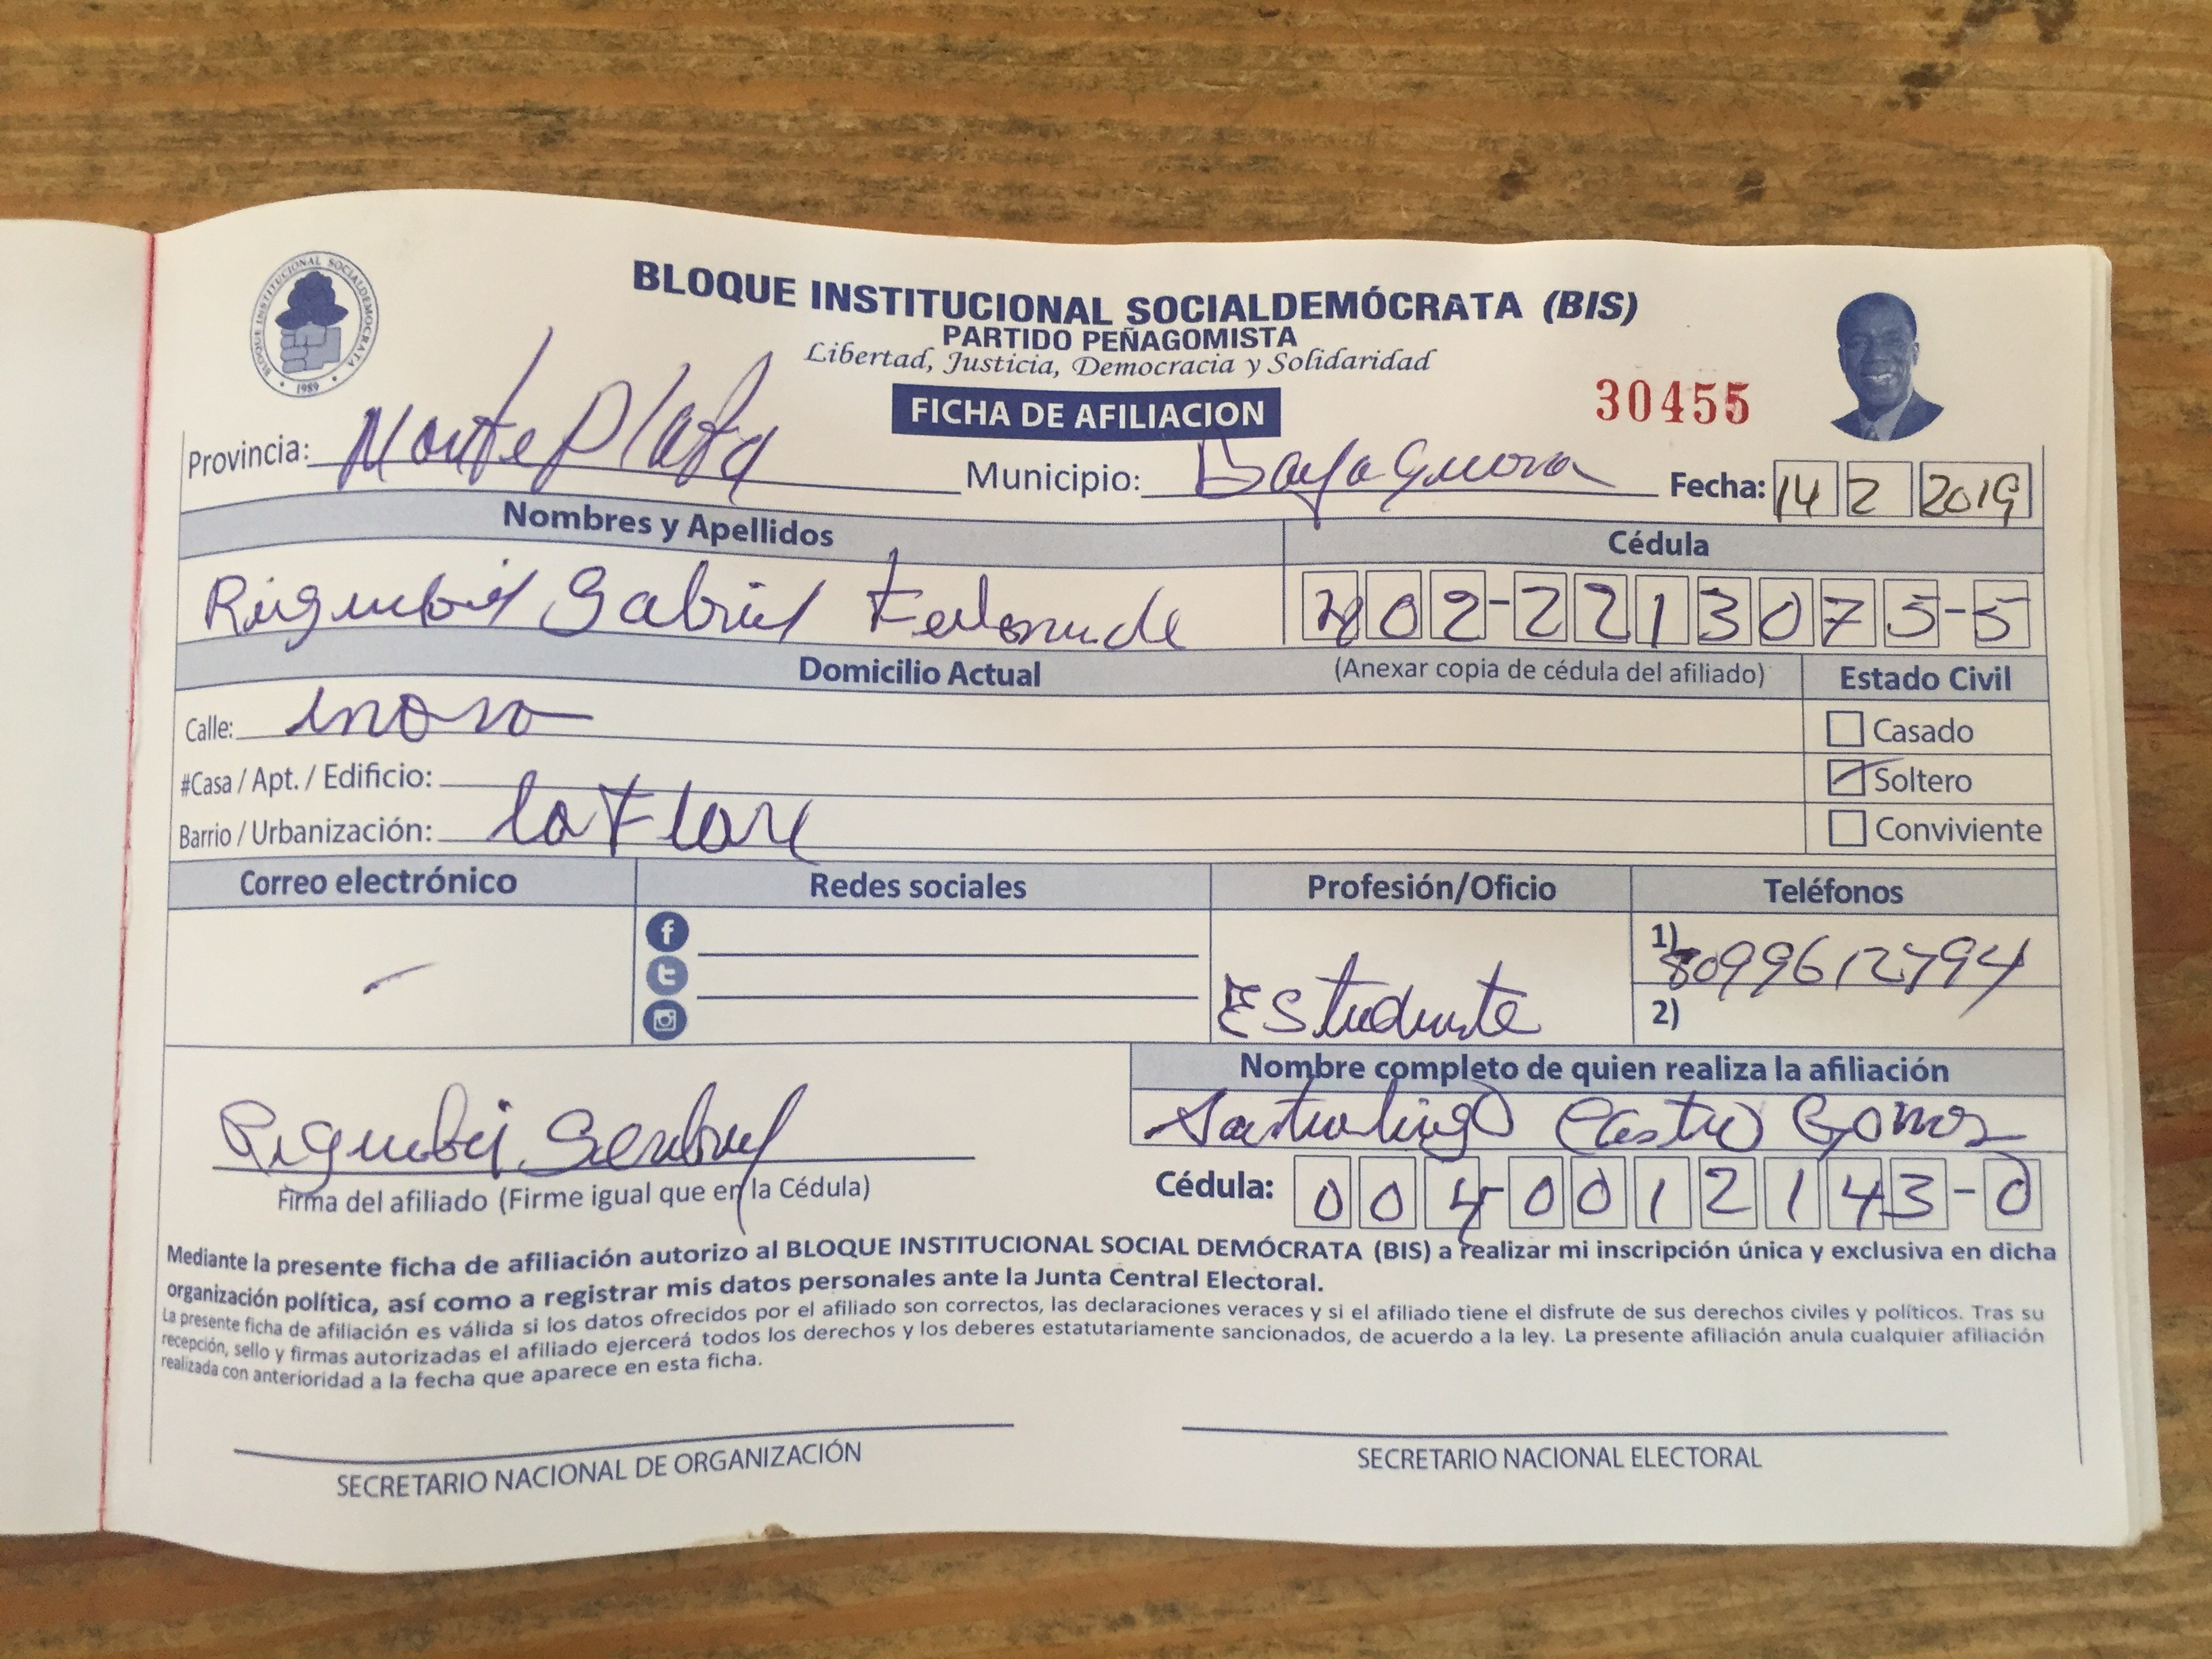 BLOQUE INSTITUCIONAL SOCIALDEMÓCRATA
1989
BLOQUE INSTITUCIONAL SOCIALDEMÓCRATA (BIS)
PARTIDO PEÑAGOMISTA
Libertad, Justicia, Democracia y Solidaridad
FICHA DE AFILIACION
30455
Provincia: Monte Plata Municipio: Fecha: 14 2 2019
Nombres y Apellidos Cédula
Gabriel 402-2213075-5
Domicilio Actual (Anexar copia de cédula del afiliado) Estado Civil
Calle: Casado
#Casa / Apt. / Edificio: Soltero
Barrio / Urbanización: la Conviviente
Correo electrónico Redes sociales Profesión/Oficio Teléfonos
1) 8099612794
Estudiante 2)
Nombre completo de quien realiza la afiliación
Castro
Firma del afiliado (Firme igual que en la Cédula)
Cédula: 004-0012143-0
Mediante la presente ficha de afiliación autorizo al BLOQUE INSTITUCIONAL SOCIAL DEMÓCRATA (BIS) a realizar mi inscripción única y exclusiva en dicha
organización política, así como a registrar mis datos personales ante la Junta Central Electoral.
La presente ficha de afiliación es válida si los datos ofrecidos por el afiliado son correctos, las declaraciones veraces y si el afiliado tiene el disfrute de sus derechos civiles y políticos. Tras su
recepción, sello y firmas autorizadas el afiliado ejercerá todos los derechos y los deberes estatutariamente sancionados, de acuerdo a la ley. La presente afiliación anula cualquier afiliación
realizada con anterioridad a la fecha que aparece en esta ficha.
SECRETARIO NACIONAL DE ORGANIZACIÓN SECRETARIO NACIONAL ELECTORAL